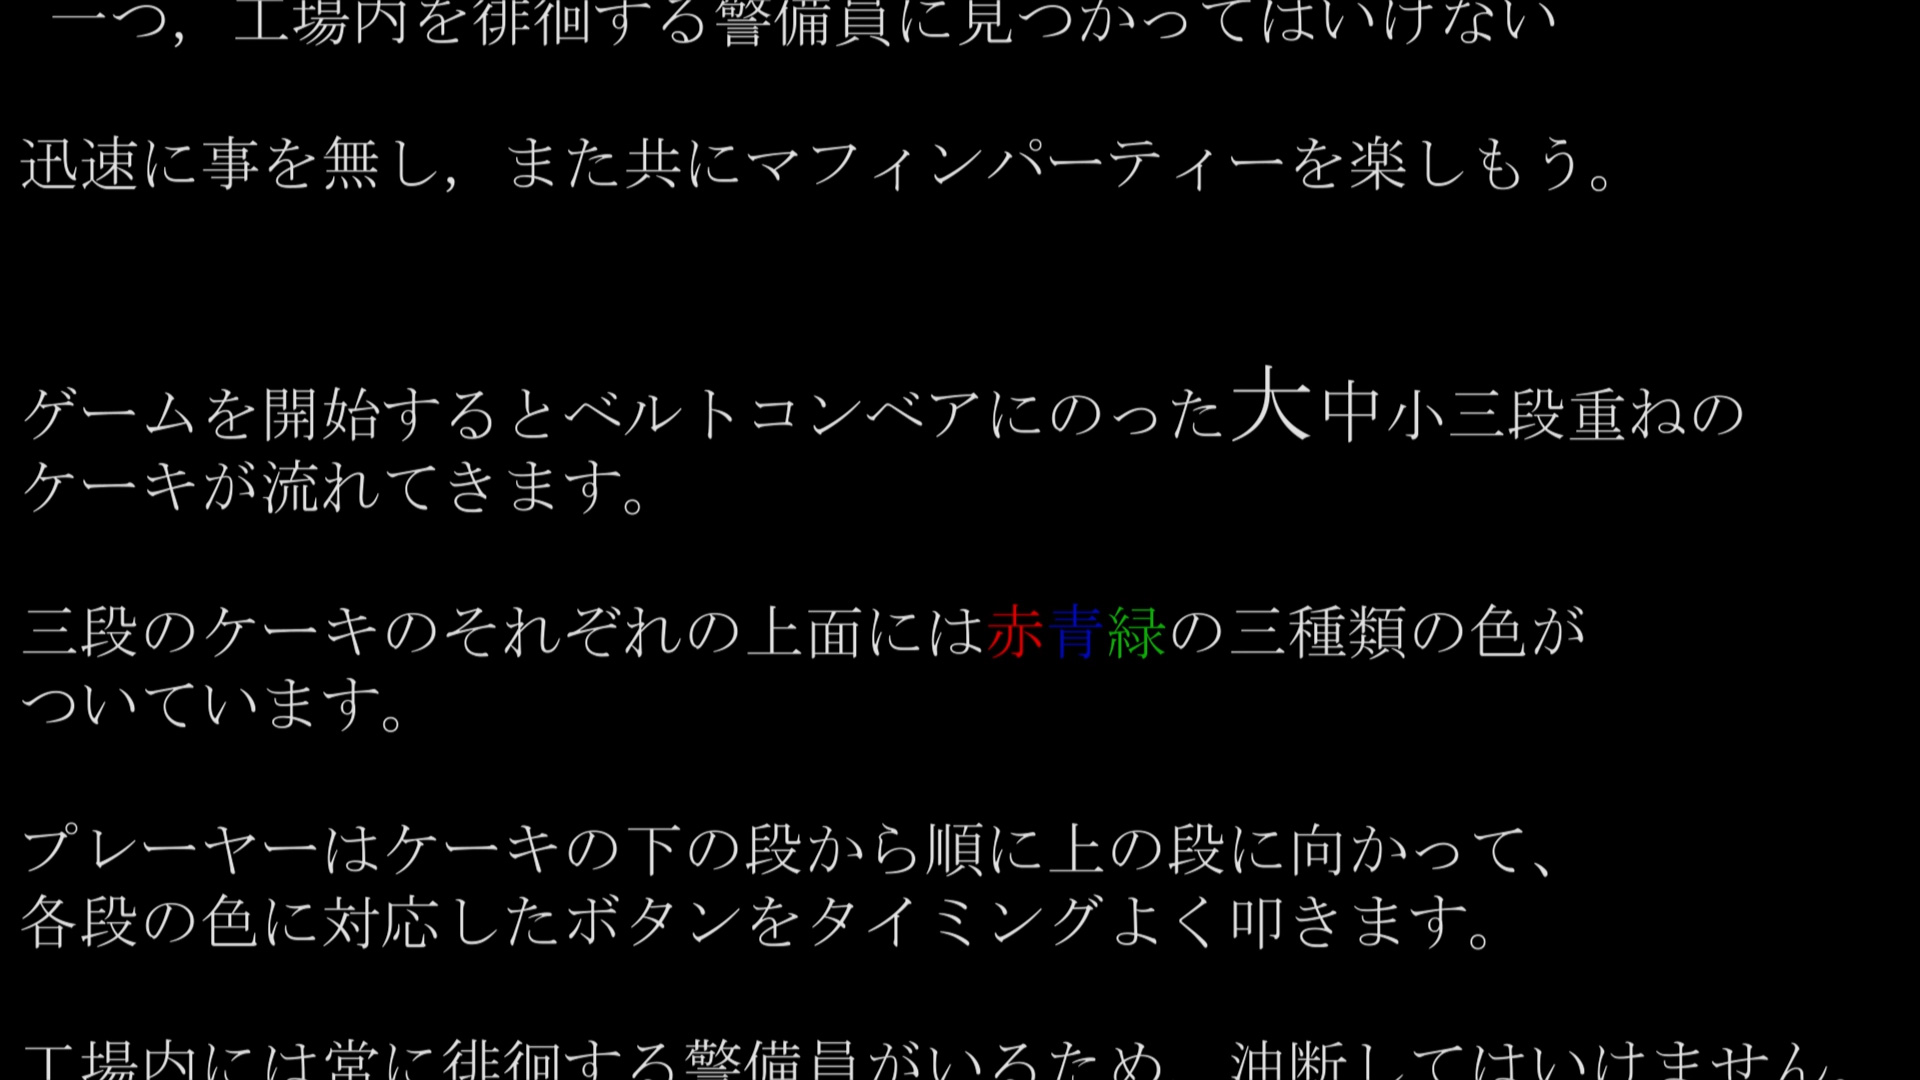 一つ，工場内を徘徊する警備員に見つかってはいけない
迅速に事を無し，また共にマフィンパーティーを楽しもう。
ゲームを開始するとベルトコンベアにのった大中小三段重ねの
ケーキが流れてきます。
三段のケーキのそれぞれの上面には赤青緑の三種類の色が
ついています。
プレーヤーはケーキの下の段から順に上の段に向かって、
各段の色に対応したボタンをタイミングよく叩きます。
工場内には常に徘徊する警備員がいるため、油断してはいけません。